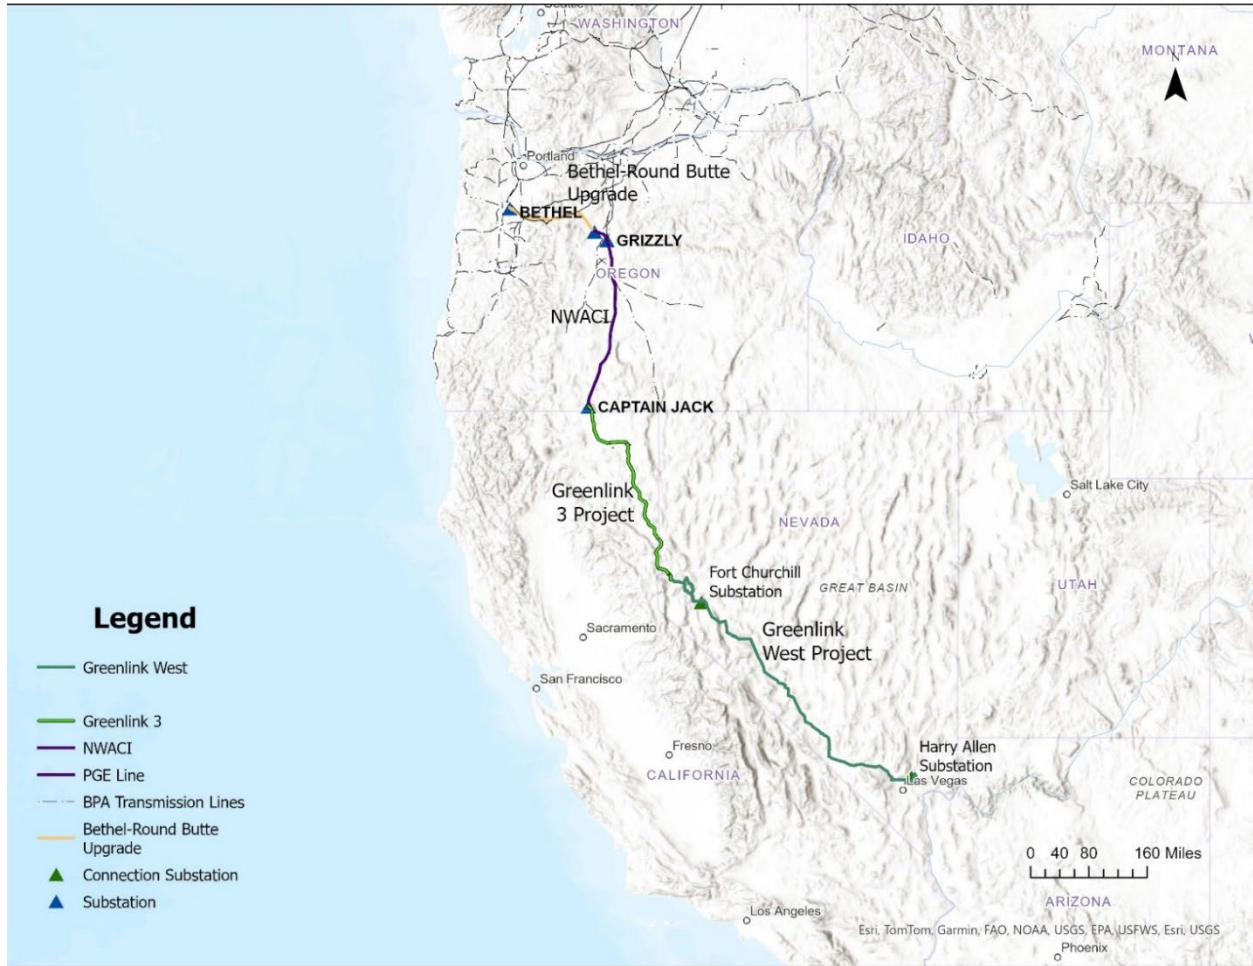 Seattle
WASHINGTON
MONTANA
N
Portland
Bethel-Round Butte
Upgrade
BETHEL
GRIZZLY
IDAHO
OREGON
NWACI
CAPTAIN JACK
Salt Lake City
Greenlink
3 Project
NEVADA
Fort Churchill
Substation
GREAT BASIN
UTAH
Legend
Sacramento
Greenlink
West Project
Greenlink West
San Francisco
Greenlink 3
NWACI
Fresno
Harry Allen
Substation
PGE Line
CALIFORNIA
Las Vegas
COLORADO
PLATEAU
BPA Transmission Lines
Bethel-Round Butte
Upgrade
0 40 80 160 Miles
Connection Substation
Substation
ARIZONA
Los Angeles
Esri, TomTom, Garmin, FAO, NOAA, USGS, EPA, USFWS, Esri, USGS
Phoenix